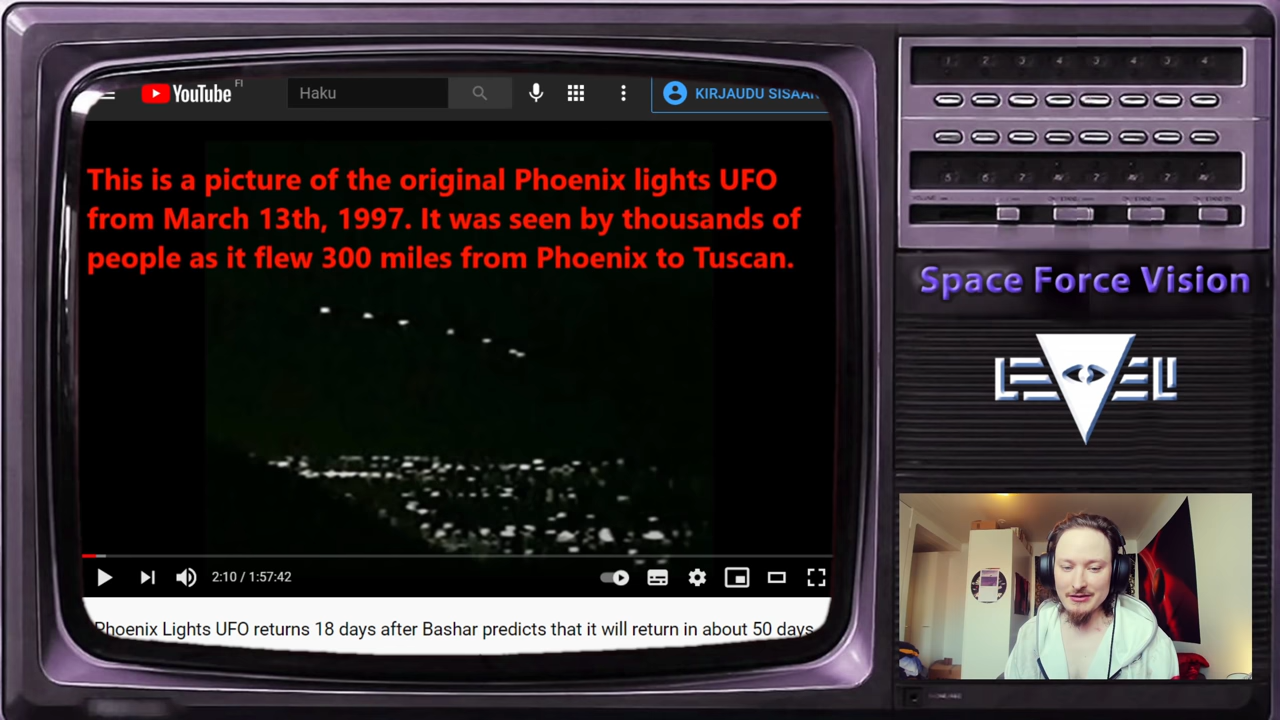 YouTube FI
Haku
KIRJAUDU SISÄÄN
This is a picture of the original Phoenix lights UFO
from March 13th, 1997. It was seen by thousands of
people as it flew 300 miles from Phoenix to Tuscan.
2:10 / 1:57:42
Phoenix Lights UFO returns 18 days after Bashar predicts that it will return in about 50 days
Space Force Vision
LEVELI